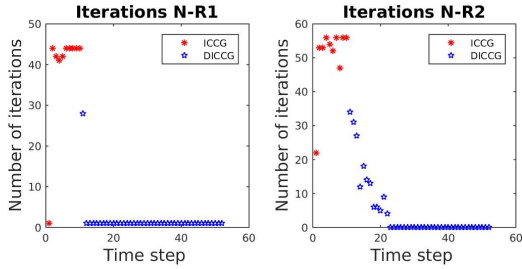 Iterations N-R1
Number of iterations
50
40
30
20
10
0
0 20 40 60
Time step
ICCG
DICCG
Iterations N-R2
Number of iterations
60
50
40
30
20
10
0
0 20 40 60
Time step
ICCG
DICCG